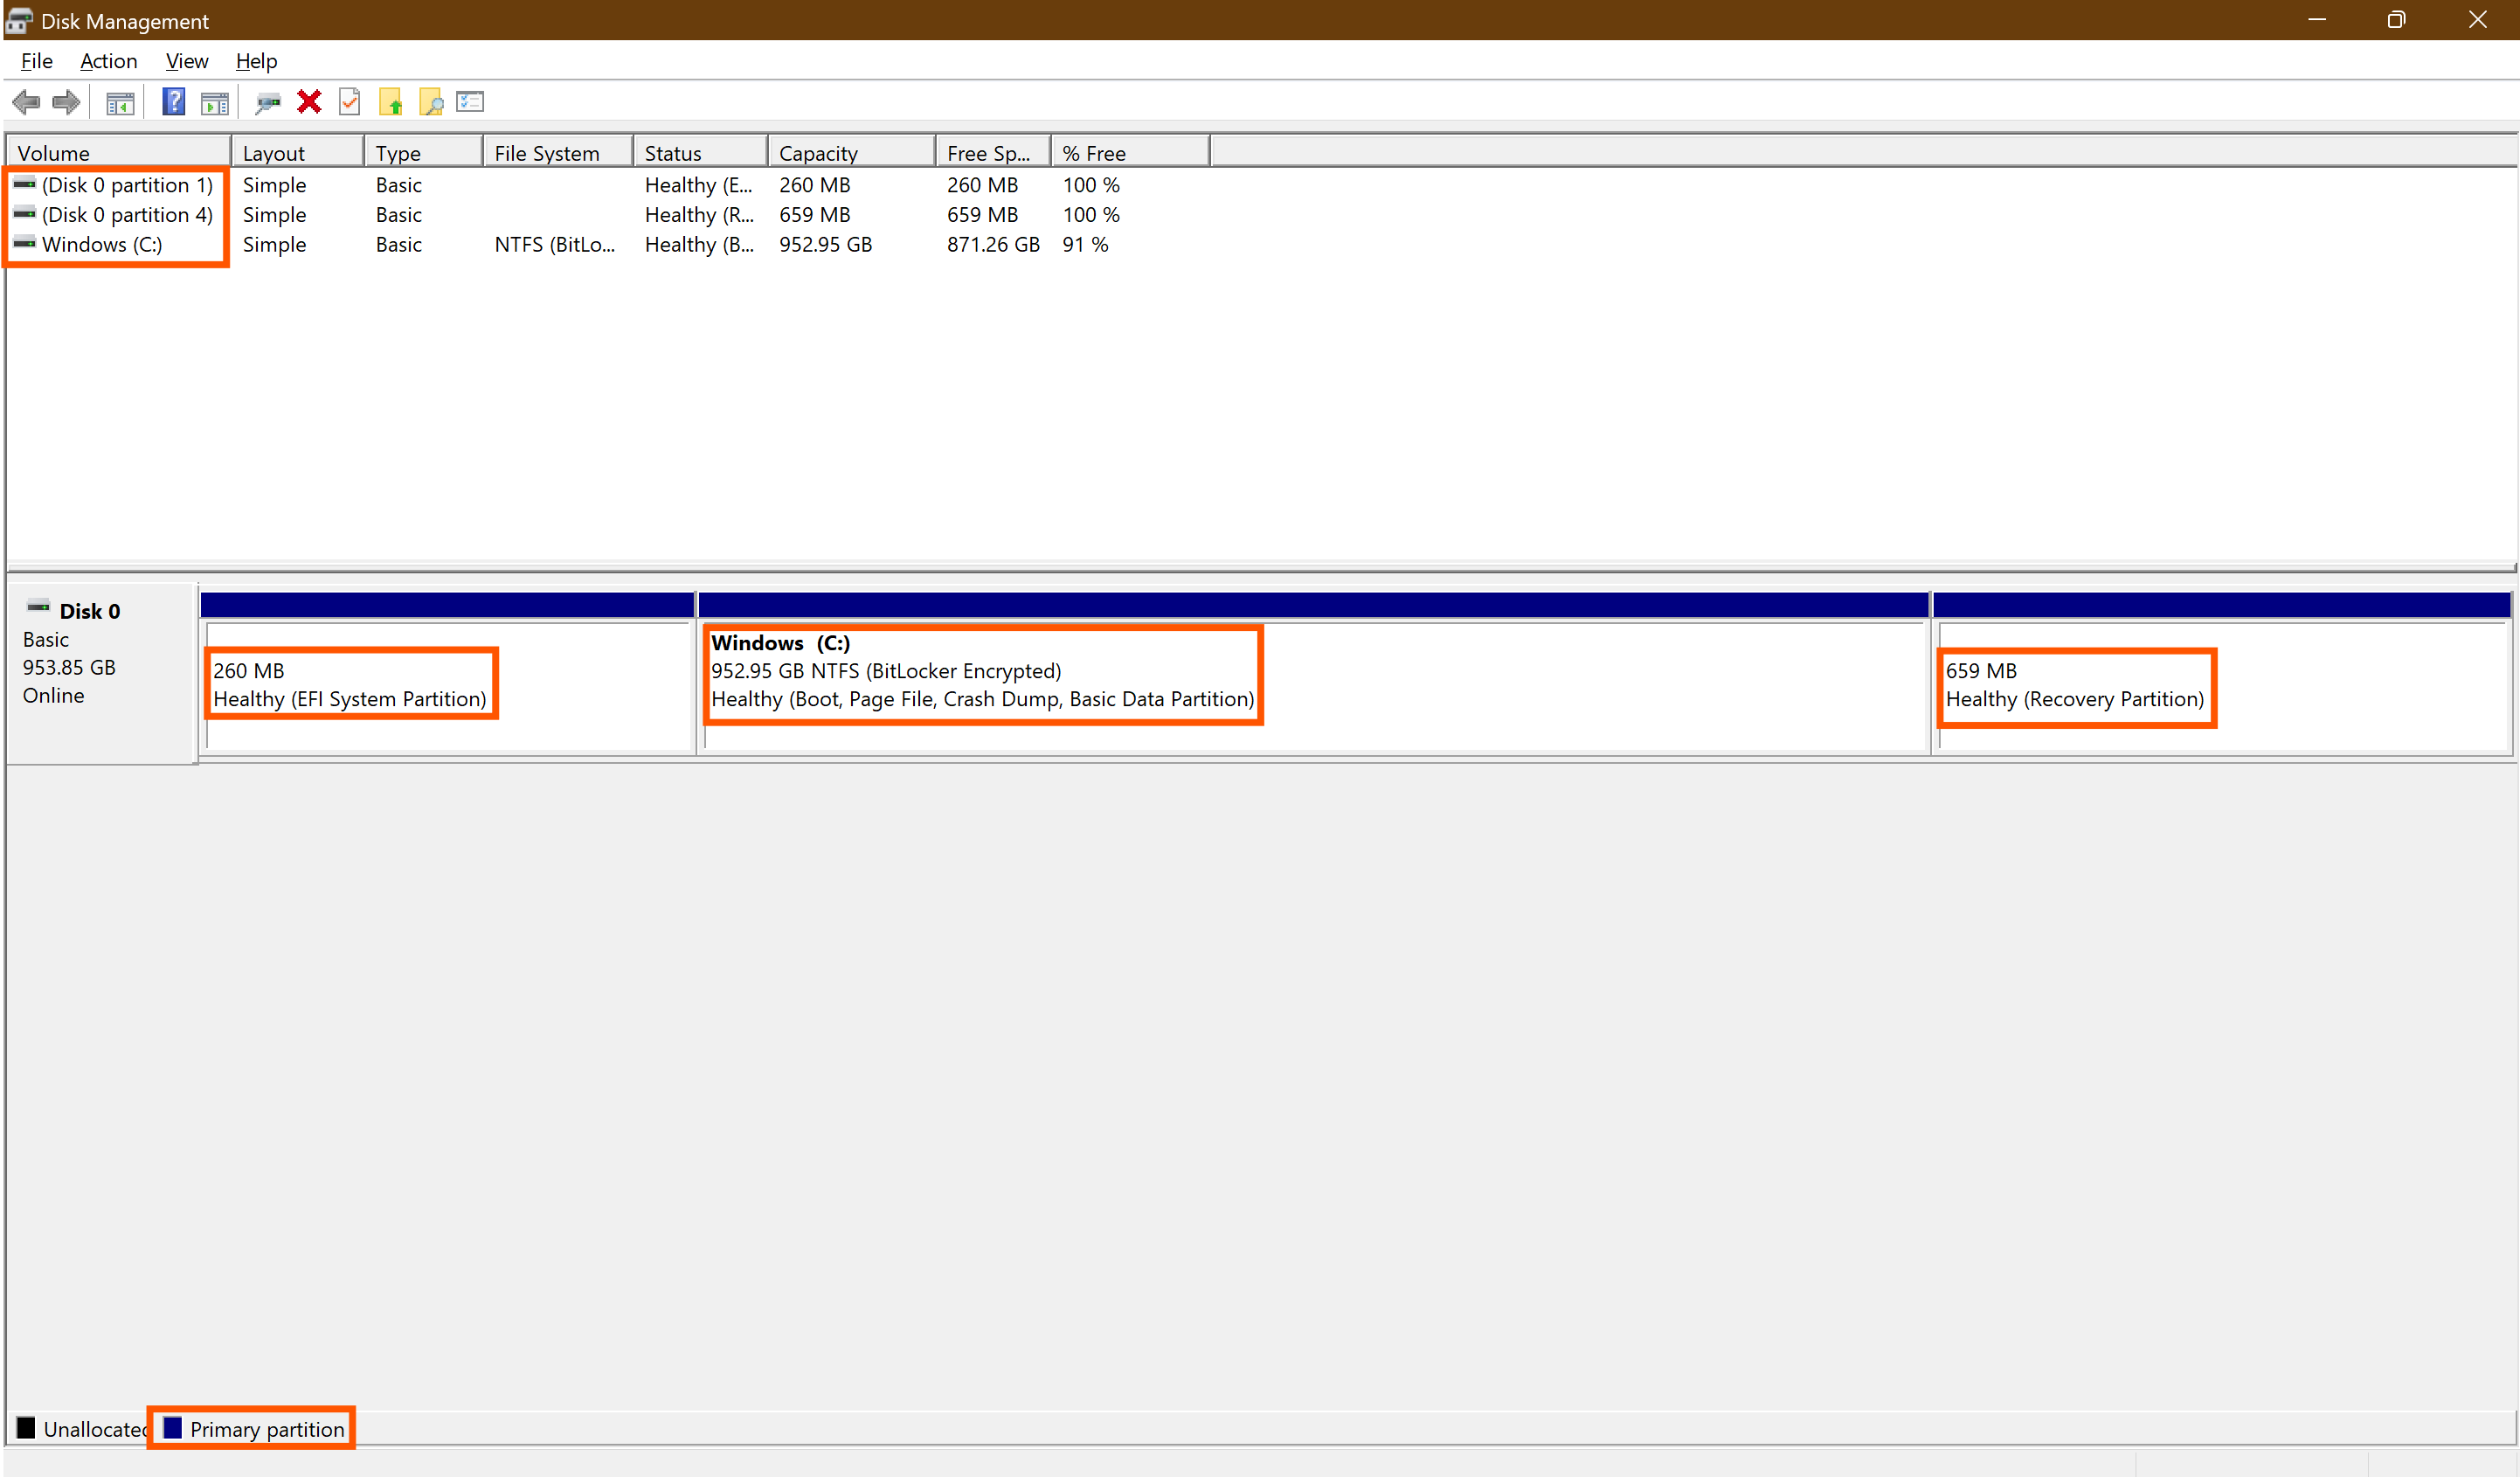 Disk Management
File Action View Help
Volume Layout Type File System Status Capacity Free Sp... % Free
(Disk 0 partition 1) Simple Basic Healthy (E... 260 MB 260 MB 100 %
(Disk 0 partition 4) Simple Basic Healthy (R... 659 MB 659 MB 100 %
Windows (C:) Simple Basic NTFS (BitLo... Healthy (B... 952.95 GB 871.26 GB 91 %
Disk 0
Basic
953.85 GB
Online
260 MB
Healthy (EFI System Partition)
Windows (C:)
952.95 GB NTFS (BitLocker Encrypted)
Healthy (Boot, Page File, Crash Dump, Basic Data Partition)
659 MB
Healthy (Recovery Partition)
Unallocated Primary partition